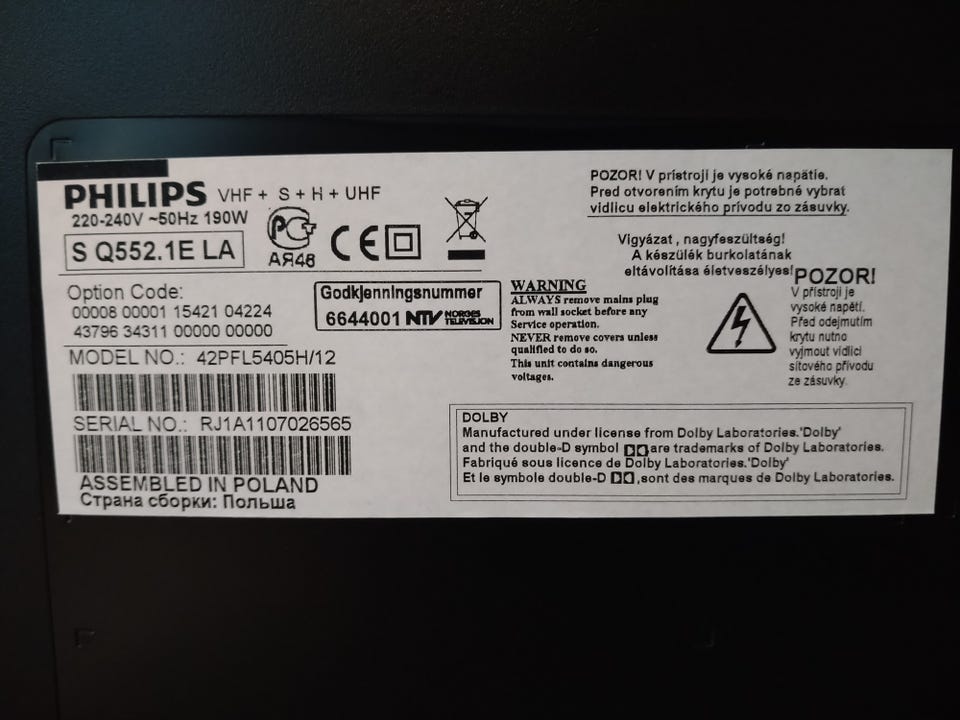 PHILIPS VHF + S + H + UHF
220-240V ~50Hz 190W
S Q552.1E LA
АЯ48
CE
Option Code:
00008 00001 15421 04224
43796 34311 00000 00000
Godkjenningsnummer
6644001 NTV NORGES TELEVISJON
MODEL NO.: 42PFL5405H/12
SERIAL NO.: RJ1A1107026565
ASSEMBLED IN POLAND
Страна сборки: Польша
POZOR! V pristroji je vysoké napätie.
Pred otvorením krytu je potrebné vybrat
vidlicu elektrického prívodu zo zásuvky.
Vigyázat , nagyfeszültség!
A készülék burkolatának
eltávolítása életveszélyes!
POZOR!
V přístroji je
vysoké napětí.
Před odejmutím
krytu nutno
vyjmout vidlici
síťového přívodu
ze zásuvky.
WARNING
ALWAYS remove mains plug
from wall socket before any
Service operation.
NEVER remove covers unless
qualified to do so.
This unit contains dangerous
voltages.
DOLBY
Manufactured under license from Dolby Laboratories.'Dolby'
and the double-D symbol are trademarks of Dolby Laboratories.
Fabriqué sous licence de Dolby Laboratories.'Dolby'
Et le symbole double-D ,sont des marques de Dolby Laboratories.